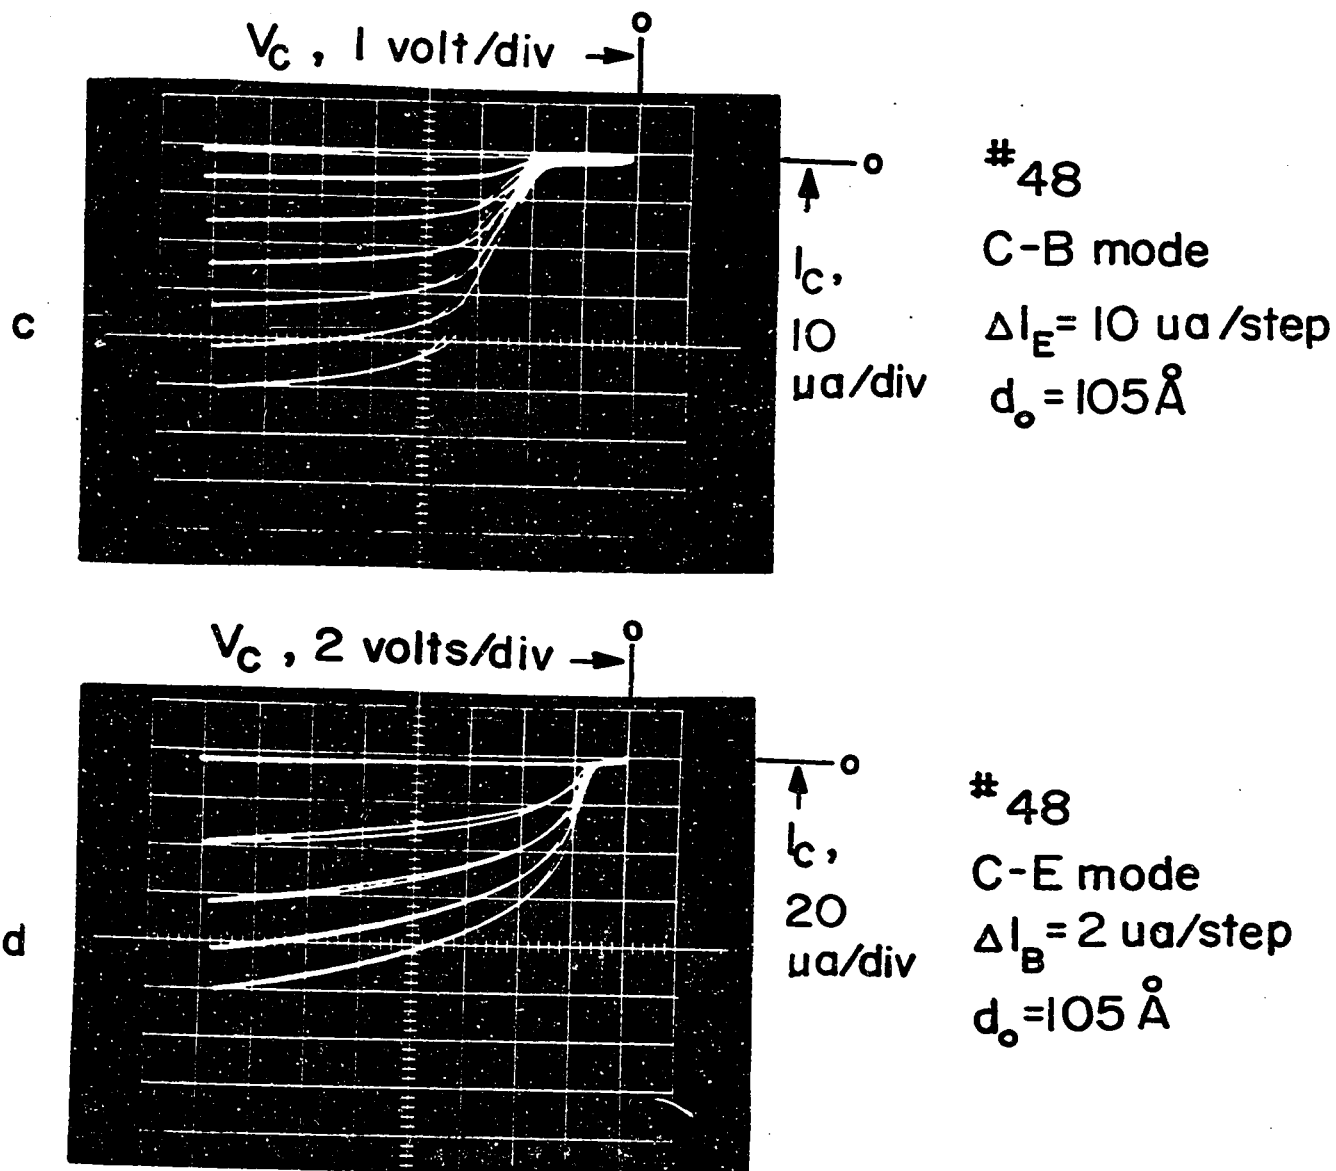 o
V_C , 1 volt/div →
c
o
I_C,
10
µa/div
#48
C-B mode
ΔI_E = 10 ua/step
d_o = 105 Å
o
V_C , 2 volts/div →
d
o
I_C,
20
µa/div
#48
C-E mode
ΔI_B = 2 ua/step
d_o = 105 Å